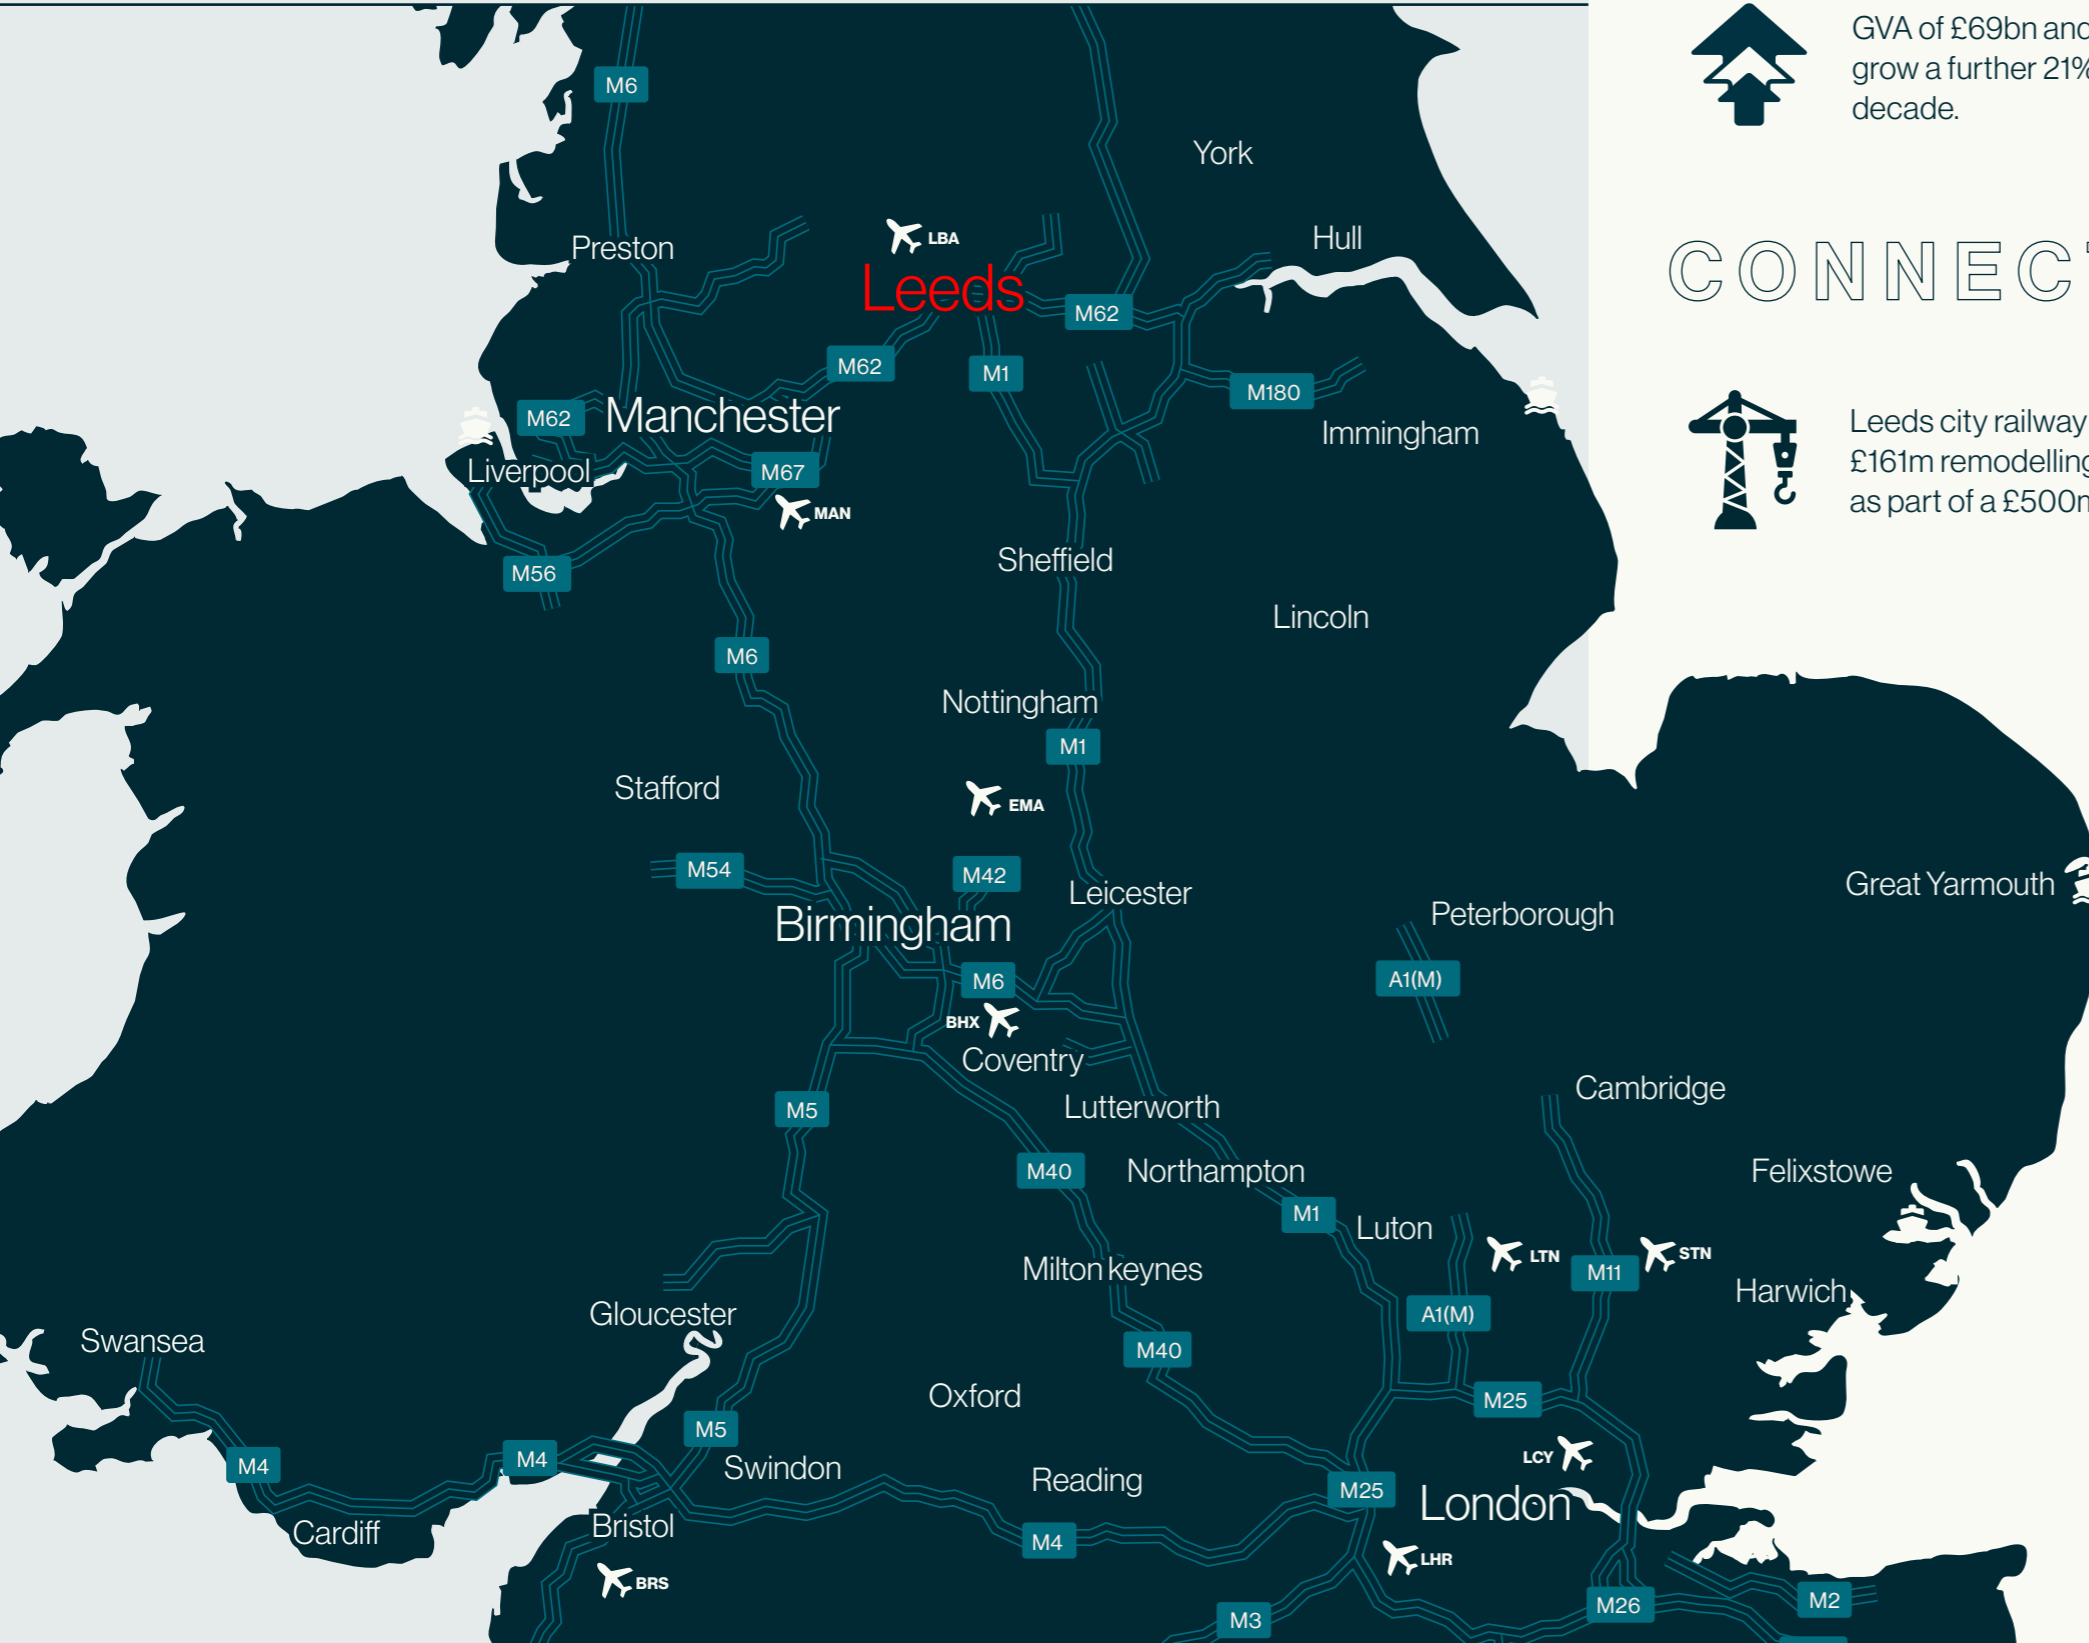 GVA of £69bn and
grow a further 21%
decade.
CONNECT
Leeds city railway
£161m remodelling
as part of a £500m
M6
York
Preston
LBA
Hull
Leeds
M62
M62
M1
M180
M62
Manchester
Immingham
Liverpool
M67
MAN
Sheffield
M56
Lincoln
M6
Nottingham
M1
Stafford
EMA
M54
M42
Leicester
Great Yarmouth
Birmingham
Peterborough
M6
A1(M)
BHX
Coventry
Cambridge
M5
Lutterworth
M40
Northampton
Felixstowe
M1
Luton
LTN
STN
Milton keynes
M11
Harwich
Gloucester
A1(M)
Swansea
M40
Oxford
M25
M5
M4
M4
Swindon
LCY
Reading
M25
London
Cardiff
Bristol
M4
LHR
BRS
M3
M26
M2